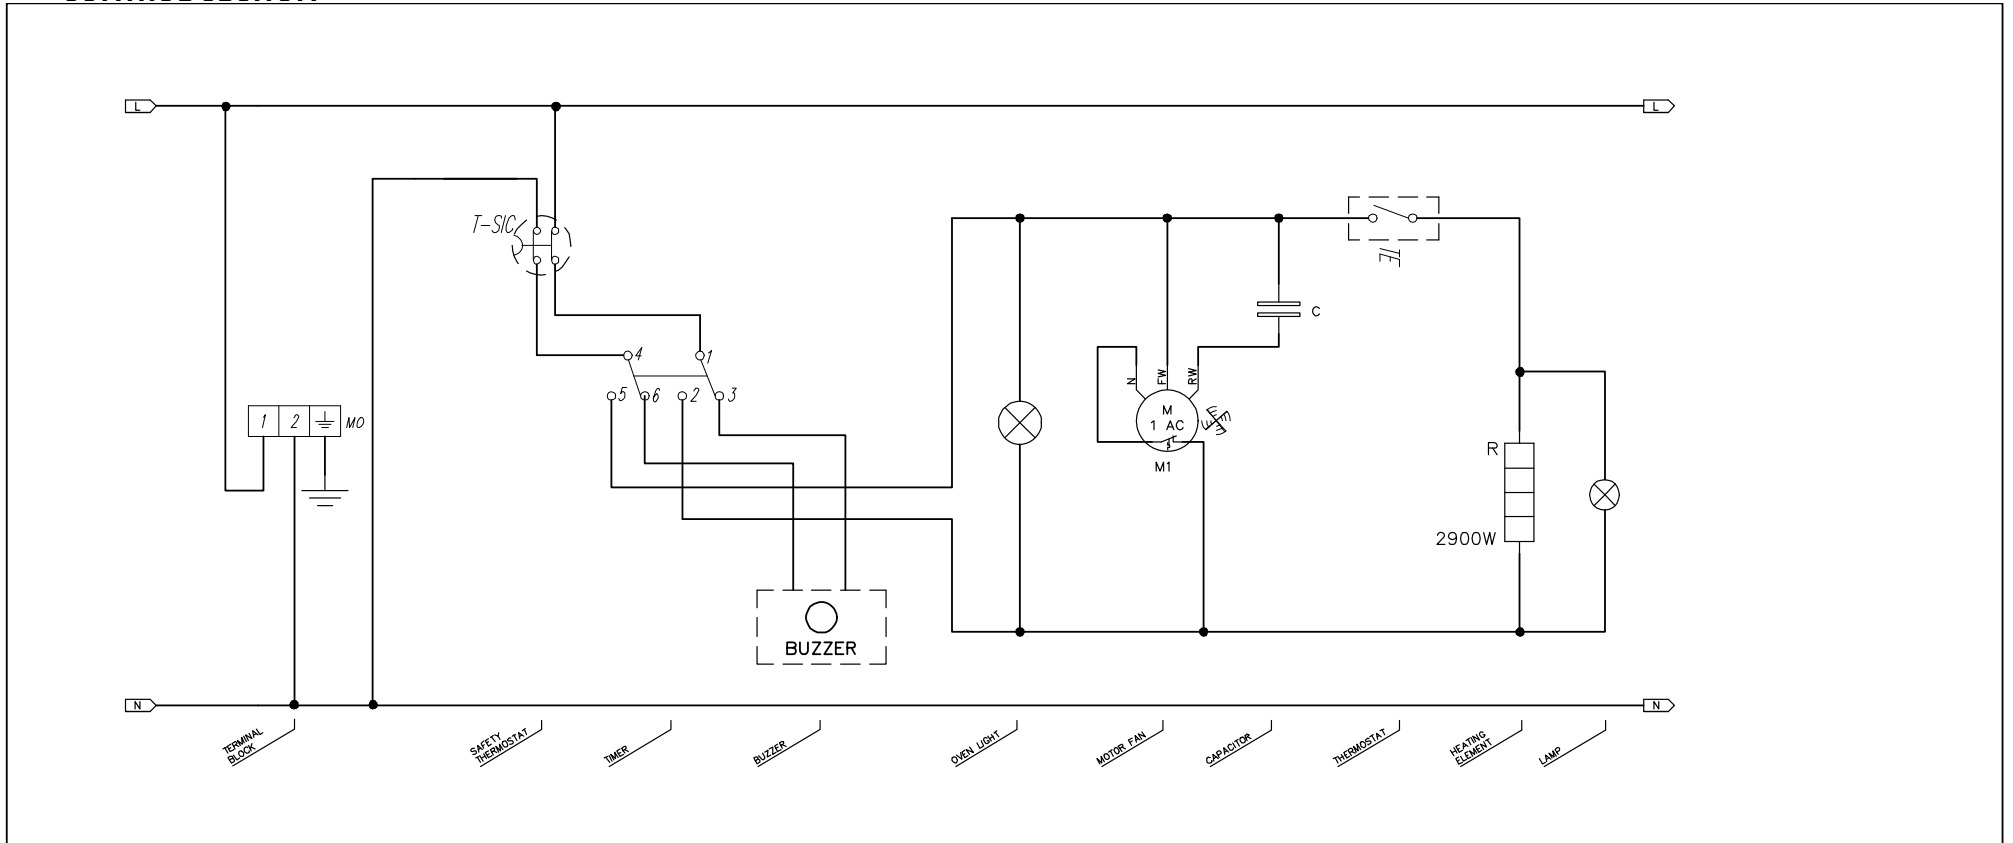 L
L
T-SIC
TE
C
4
1
5
6
2
3
N
FW
RW
1
2
MO
M
1 AC
M1
R
2900W
BUZZER
N
N
TERMINAL
BLOCK
SAFETY
THERMOSTAT
TIMER
BUZZER
OVEN LIGHT
MOTOR FAN
CAPACITOR
THERMOSTAT
HEATING
ELEMENT
LAMP